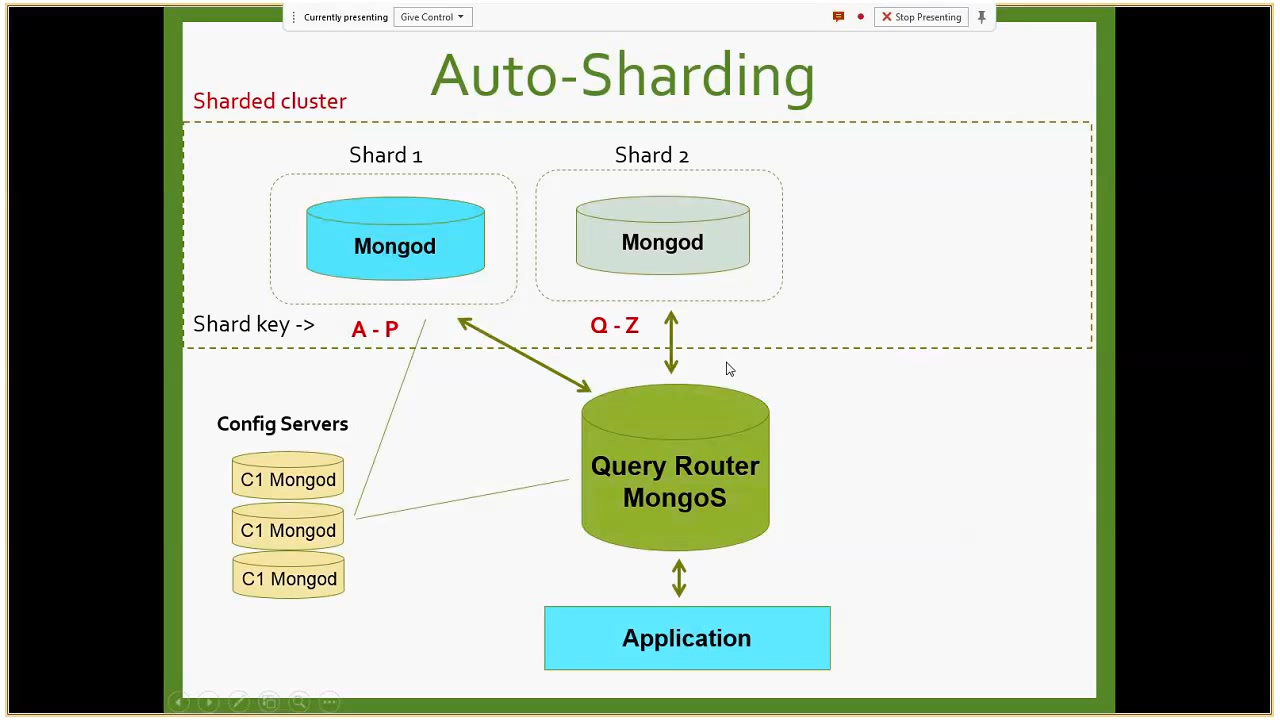 Currently presenting
Give Control
Stop Presenting
Auto-Sharding
Sharded cluster
Shard 1
Shard 2
Mongod
Mongod
Shard key ->
A - P
Q - Z
Config Servers
C1 Mongod
C1 Mongod
C1 Mongod
Query Router
MongoS
Application